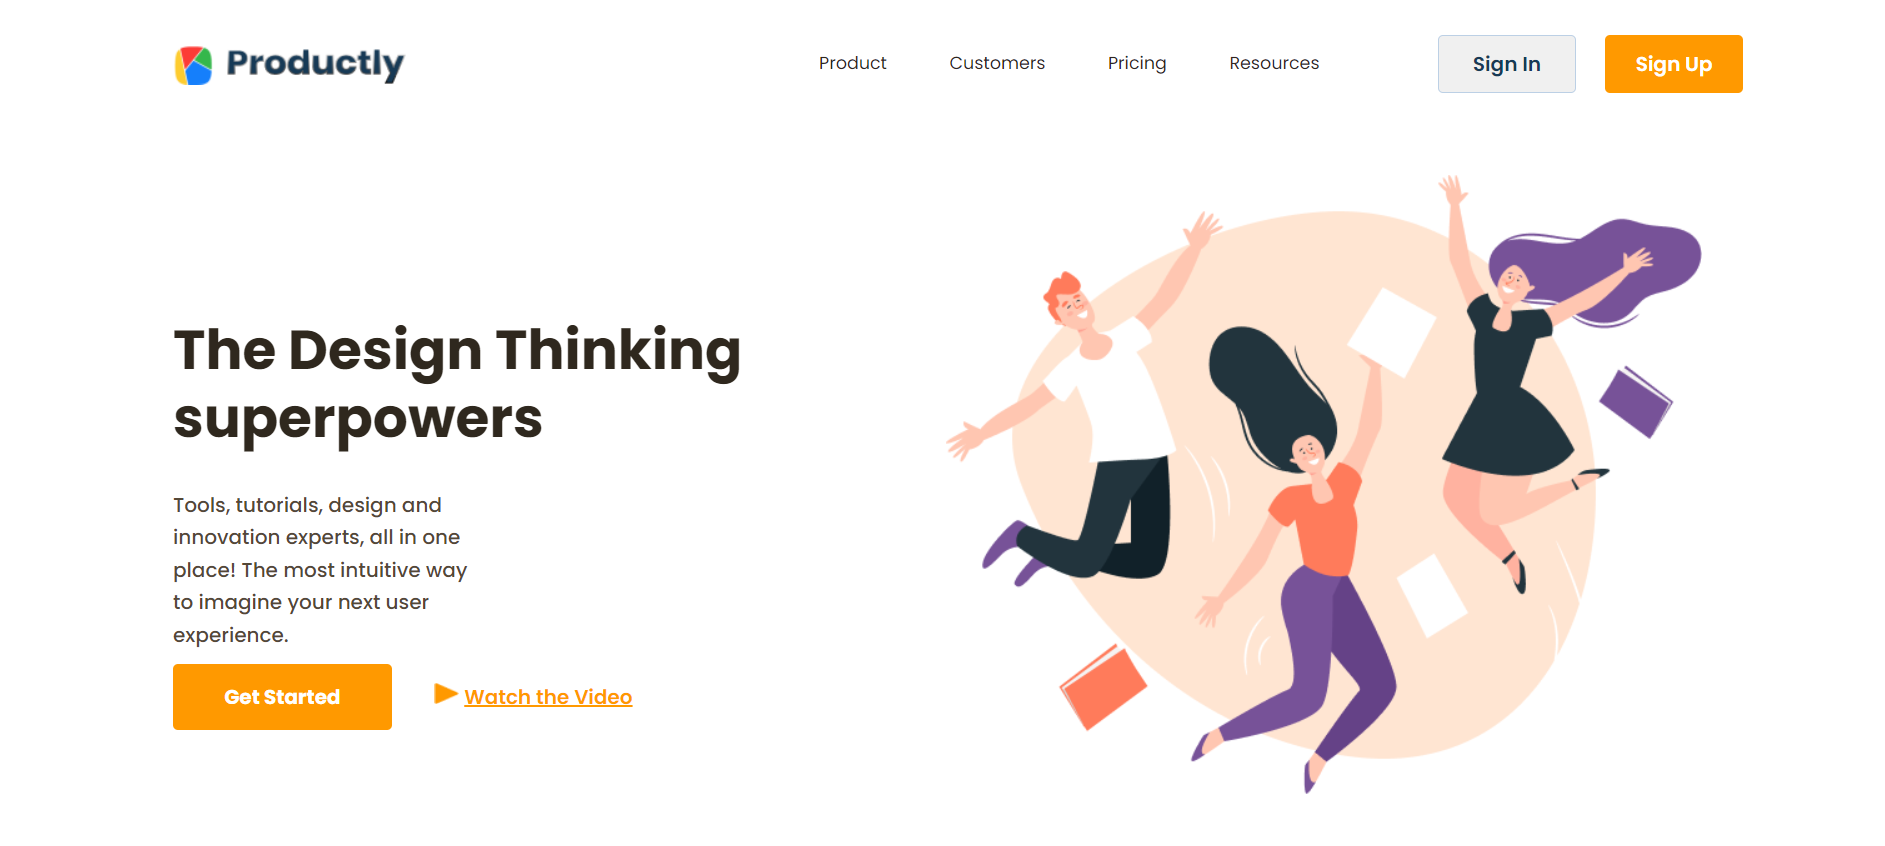 Productly
Product
Customers
Pricing
Resources
Sign In
Sign Up
The Design Thinking
superpowers
Tools, tutorials, design and
innovation experts, all in one
place! The most intuitive way
to imagine your next user
experience.
Get Started
Watch the Video